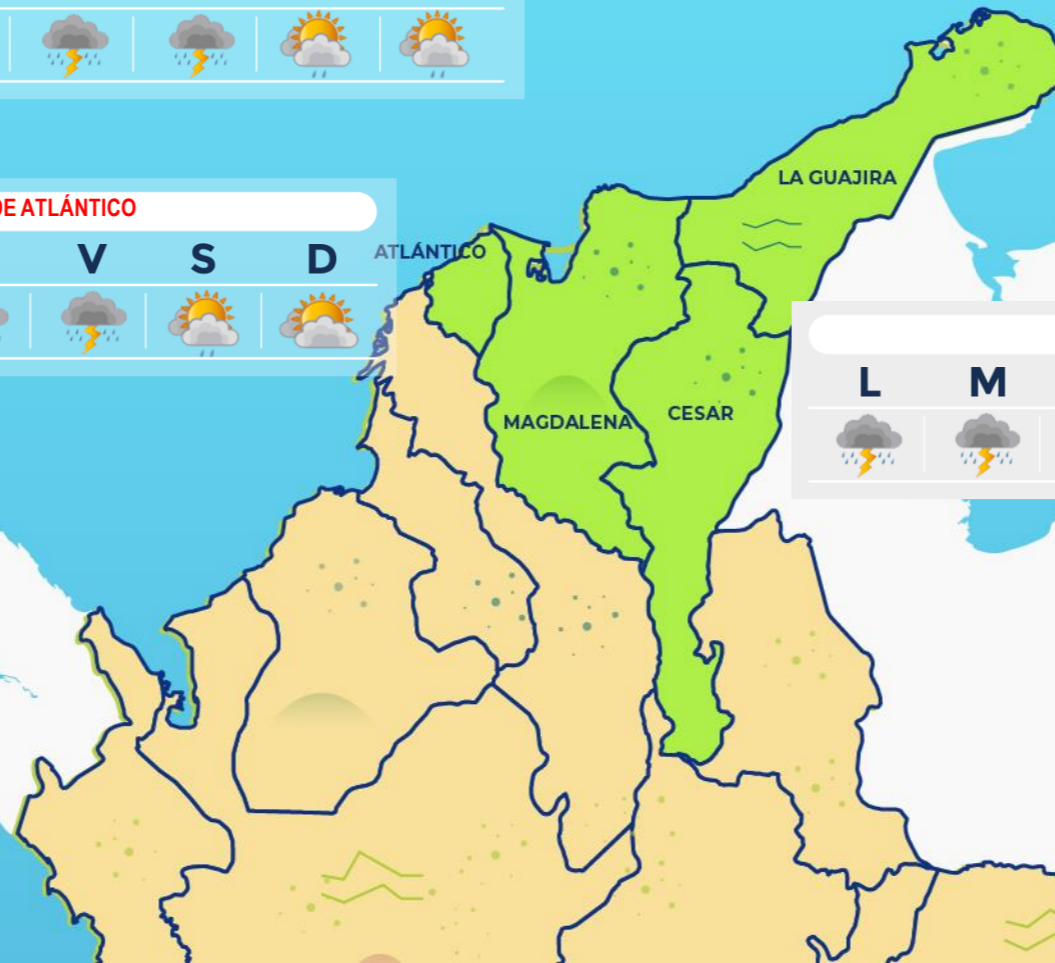 DE ATLÁNTICO
V S D
ATLÁNTICO
LA GUAJIRA
MAGDALENA
CESAR
L M